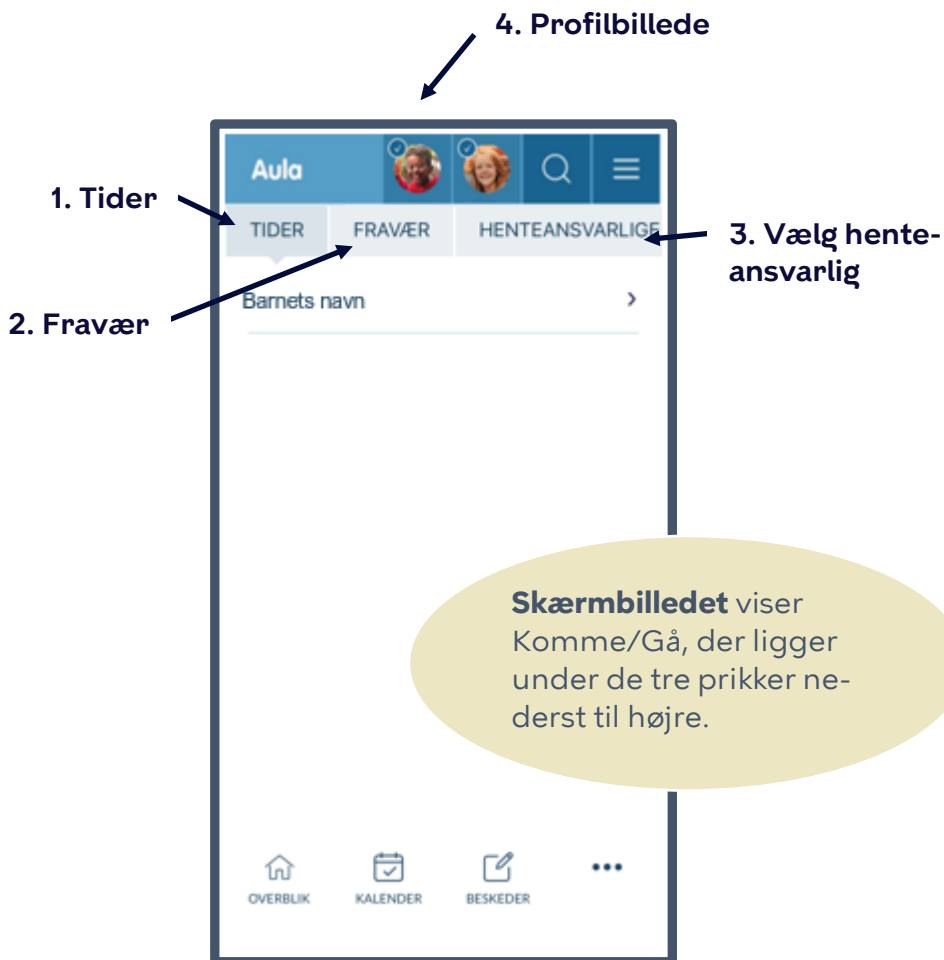 4. Profilbillede
Aula
1. Tider
TIDER
FRAVÆR
HENTEANSVARLIGE
3. Vælg hente-
ansvarlig
Barnets navn
2. Fravær
Skærmbilledet viser
Komme/Gå, der ligger
under de tre prikker ne-
derst til højre.
OVERBLIK
KALENDER
BESKEDER